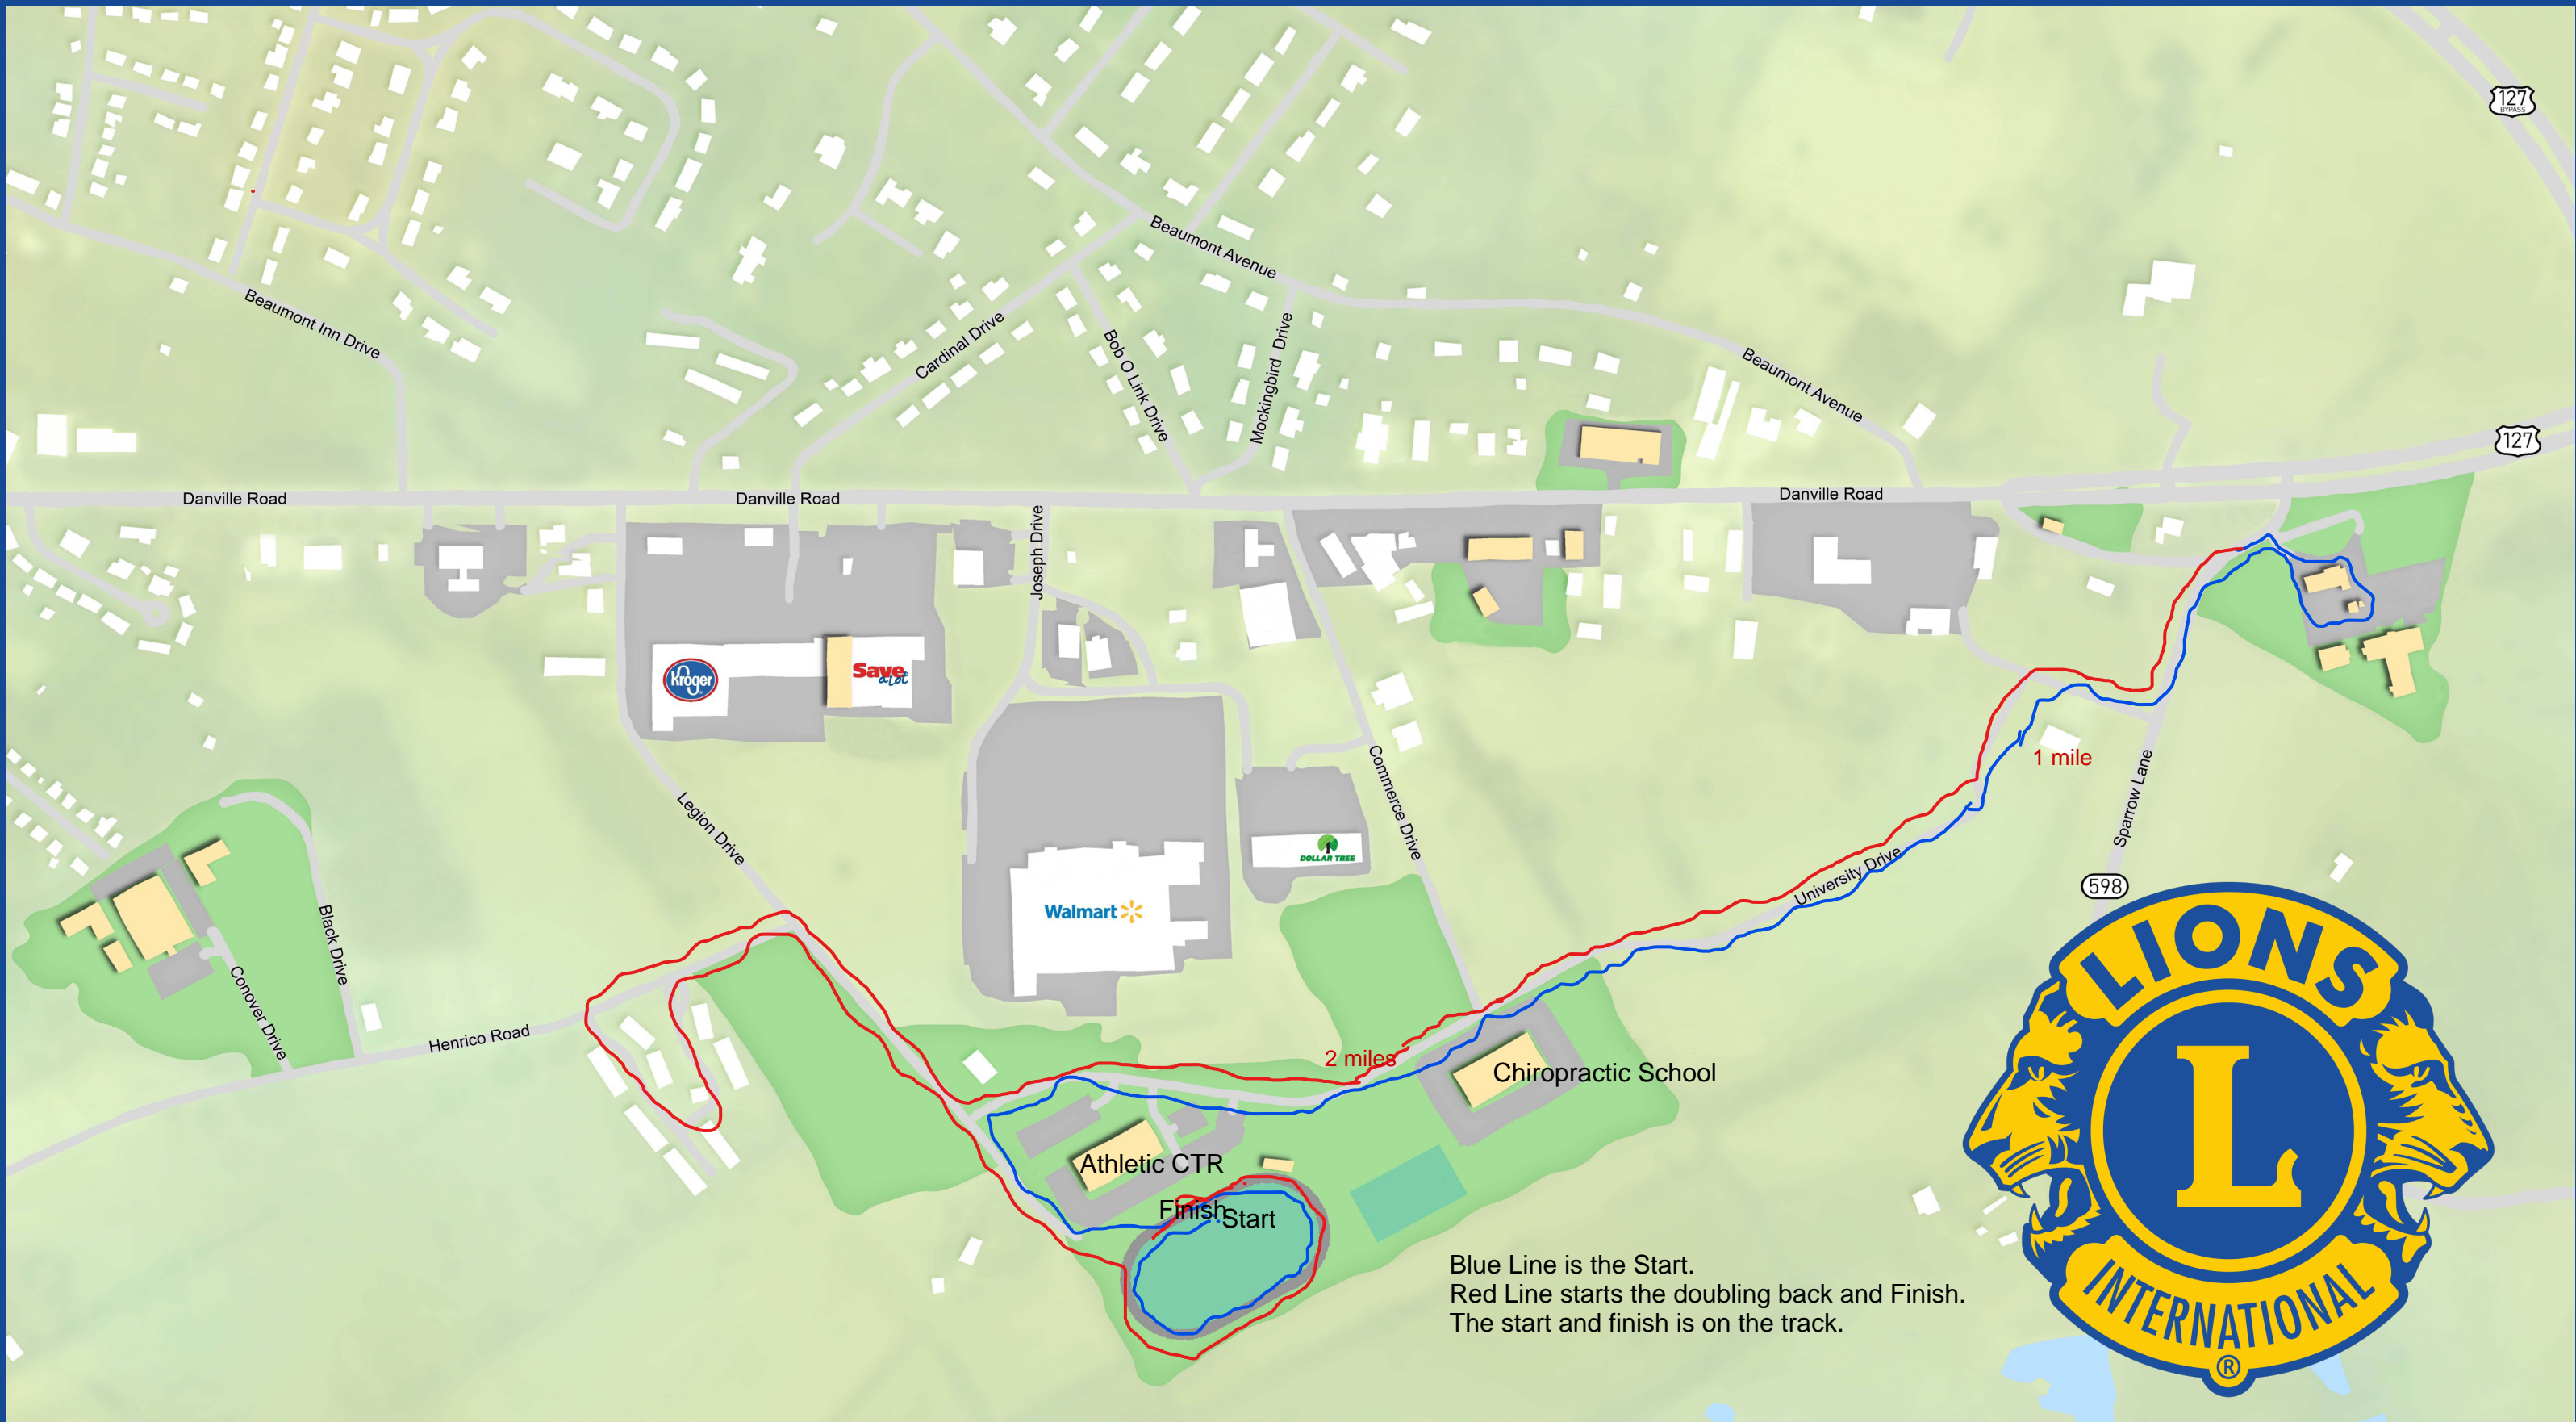 127
BYPASS
Beaumont Avenue
Beaumont Inn Drive
Cardinal Drive
Bob O Link Drive
Mockingbird Drive
Beaumont Avenue
127
Danville Road
Danville Road
Danville Road
Joseph Drive
Kroger
Save
a lot
1 mile
Commerce Drive
Sparrow Lane
Legion Drive
DOLLAR TREE
University Drive
598
Walmart
Black Drive
Conover Drive
Henrico Road
2 miles
Chiropractic School
Athletic CTR
Finish
Start
LIONS
L
INTERNATIONAL
®
Blue Line is the Start.
Red Line starts the doubling back and Finish.
The start and finish is on the track.